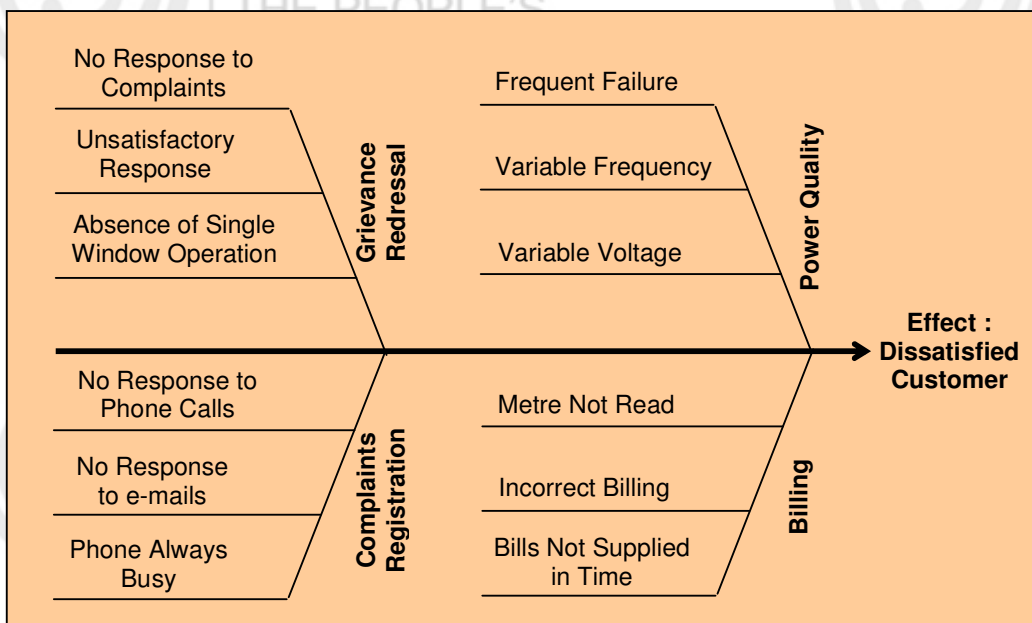 THE PEOPLE'S
No Response to
Complaints
Unsatisfactory
Response
Absence of Single
Window Operation
Grievance
Redressal
Frequent Failure
Variable Frequency
Variable Voltage
Power Quality
Effect :
Dissatisfied
Customer
No Response to
Phone Calls
No Response
to e-mails
Phone Always
Busy
Complaints
Registration
Metre Not Read
Incorrect Billing
Bills Not Supplied
in Time
Billing